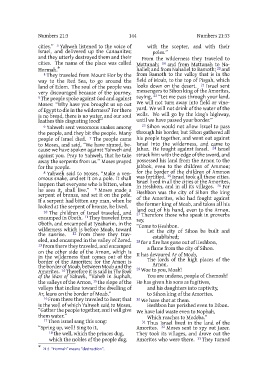 Numbers 21:3
144
Numbers 21:33
cities.” 3 Yahweh listened to the voice of
Israel, and delivered up the Canaanites;
and they utterly destroyed them and their
cities. The name of the place was called
Hormah.
4 They traveled from Mount Hor by the
way to the Red Sea, to go around the
land of Edom. The soul of the people was
very discouraged because of the journey.
5 The people spoke against God and against
Moses: “Why have you brought us up out
of Egypt to die in the wilderness? For there
is no bread, there is no water, and our soul
loathes this disgusting food!”
6 Yahweh sent venomous snakes among
the people, and they bit the people. Many
people of Israel died. 7 The people came
to Moses, and said, “We have sinned, be-
cause we have spoken against Yahweh and
against you. Pray to Yahweh, that he take
away the serpents from us.” Moses prayed
for the people.
8 Yahweh said to Moses, “Make a ven-
omous snake, and set it on a pole. It shall
happen that everyone who is bitten, when
he sees it, shall live.” 9 Moses made a
serpent of bronze, and set it on the pole.
If a serpent had bitten any man, when he
looked at the serpent of bronze, he lived.
10 The children of Israel traveled, and
encamped in Oboth. 11 They traveled from
Oboth, and encamped at Iyeabarim, in the
wilderness which is before Moab, toward
the sunrise. 12 From there they trav-
eled, and encamped in the valley of Zered.
13 From there they traveled, and encamped
on the other side of the Arnon, which is
in the wilderness that comes out of the
border of the Amorites; for the Arnon is
the border of Moab, between Moab and the
Amorites. 14 Therefore it is said in The Book
of the Wars of Yahweh, “Vaheb in Suphah,
the valleys of the Arnon, 15 the slope of the
valleys that incline toward the dwelling of
Ar, leans on the border of Moab.”
16 From there they traveled to Beer; that
is the well of which Yahweh said to Moses,
“Gather the people together, and I will give
them water.”
17 Then Israel sang this song:
“Spring up, well! Sing to it,
18 the well, which the princes dug,
which the nobles of the people dug,
with the scepter, and with their
poles.”
From the wilderness they traveled to
Mattanah; 19 and from Mattanah to Na-
haliel; and from Nahaliel to Bamoth; 20 and
from Bamoth to the valley that is in the
field of Moab, to the top of Pisgah, which
looks down on the desert. 21 Israel sent
messengers to Sihon king of the Amorites,
saying, 22 “Let me pass through your land.
We will not turn away into field or vine-
yard. We will not drink of the water of the
wells. We will go by the king’s highway,
until we have passed your border.”
23 Sihon would not allow Israel to pass
through his border, but Sihon gathered all
his people together, and went out against
Israel into the wilderness, and came to
Jahaz. He fought against Israel. 24 Israel
struck him with the edge of the sword, and
possessed his land from the Arnon to the
Jabbok, even to the children of Ammon;
for the border of the children of Ammon
was fortified. 25 Israel took all these cities.
Israel lived in all the cities of the Amorites,
in Heshbon, and in all its villages. 26 For
Heshbon was the city of Sihon the king
of the Amorites, who had fought against
the former king of Moab, and taken all his
land out of his hand, even to the Arnon.
27 Therefore those who speak in proverbs
say,
“Come to Heshbon.
Let the city of Sihon be built and
established;
28 for a fire has gone out of Heshbon,
a flame from the city of Sihon.
It has devoured Ar of Moab,
The lords of the high places of the
Arnon.
29 Woe to you, Moab!
You are undone, people of Chemosh!
He has given his sons as fugitives,
and his daughters into captivity,
to Sihon king of the Amorites.
30 We have shot at them.
Heshbon has perished even to Dibon.
We have laid waste even to Nophah,
Which reaches to Medeba.”
31 Thus Israel lived in the land of the
Amorites. 32 Moses sent to spy out Jazer.
They took its villages, and drove out the
Amorites who were there. 33 They turned
21:3 “Hormah” means “destruction”.